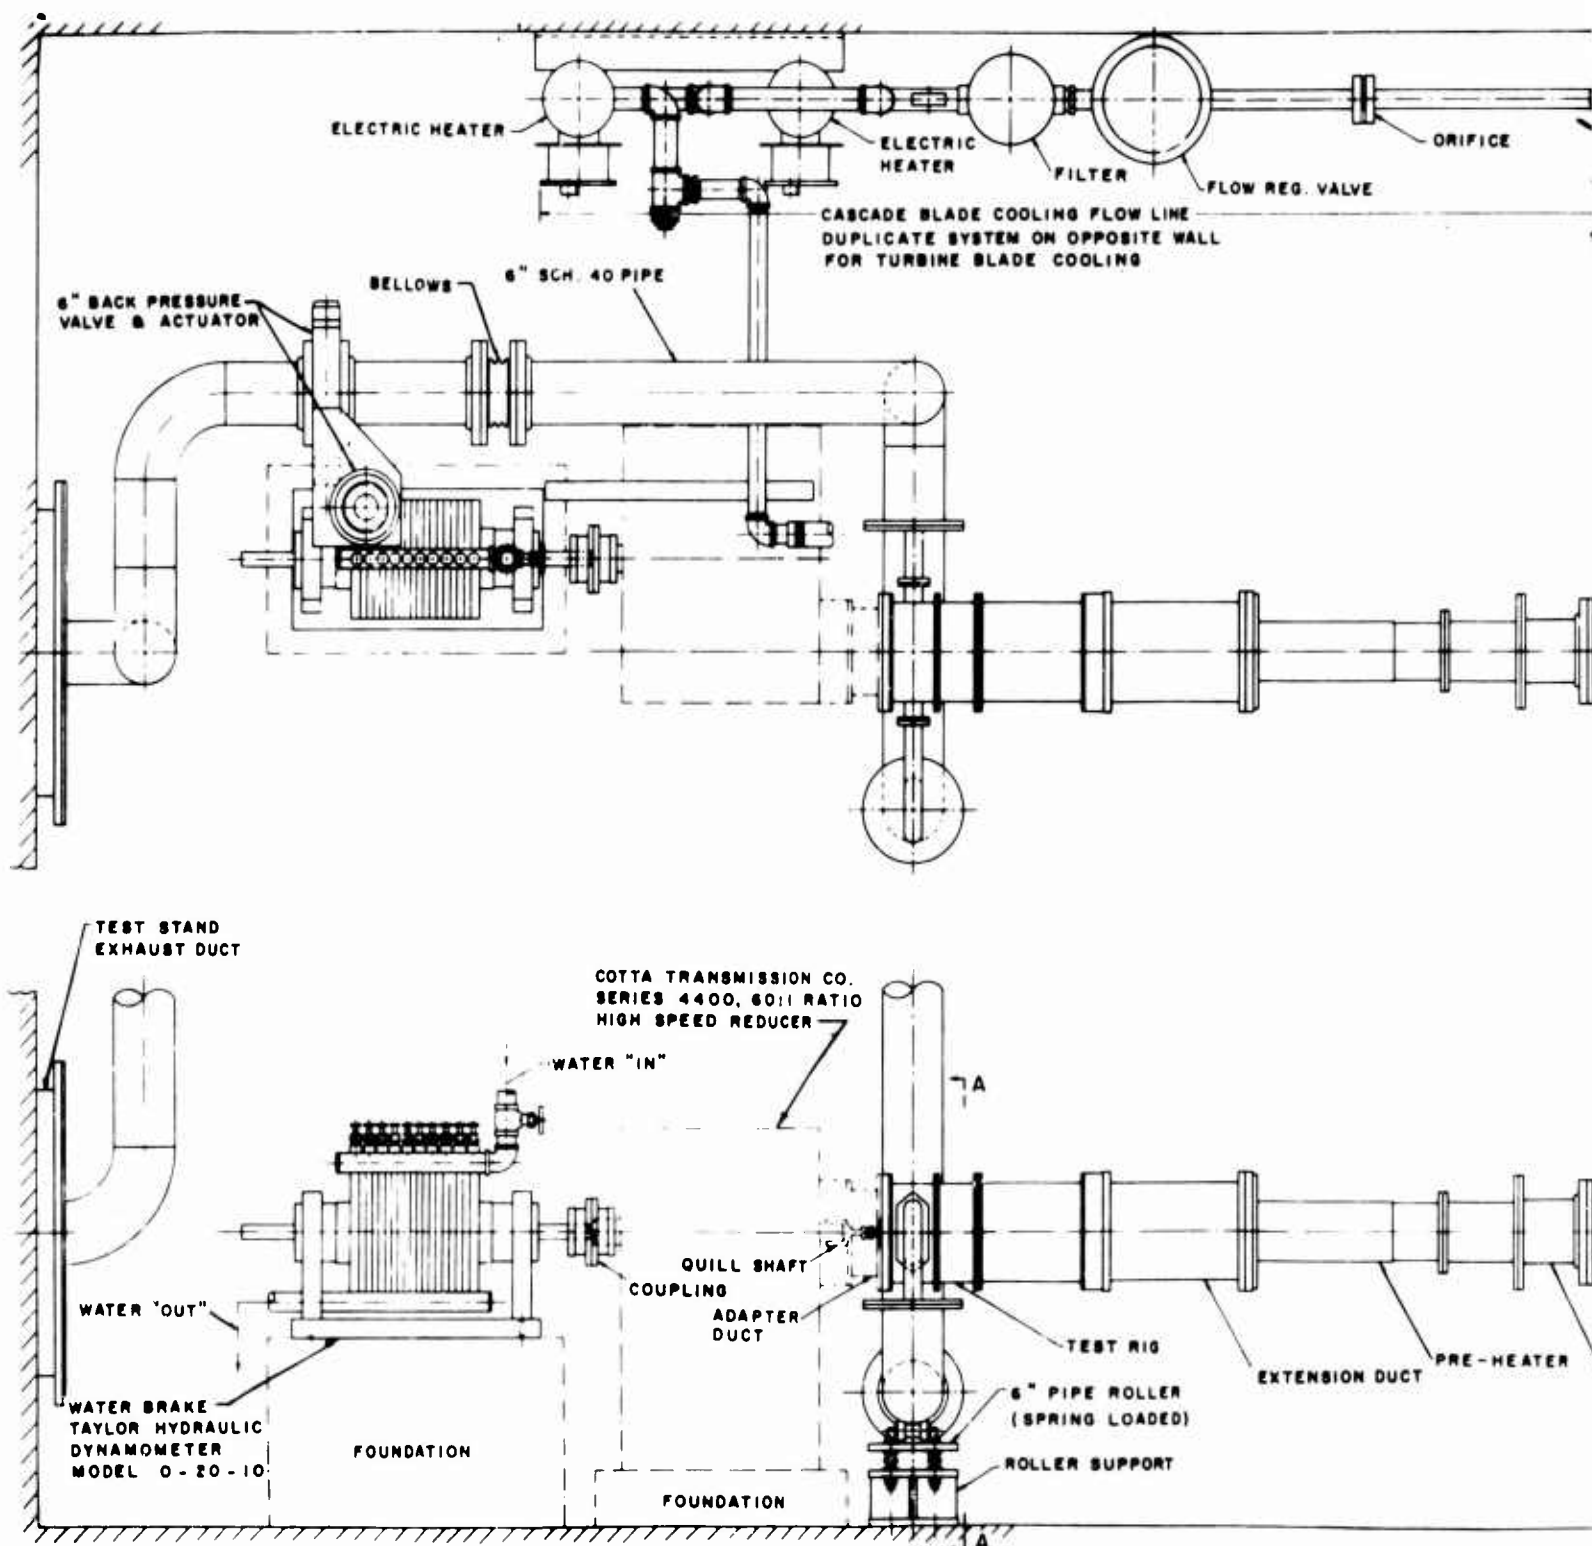 ELECTRIC HEATER
ELECTRIC
HEATER
FILTER
FLOW REG. VALVE
ORIFICE
CASCADE BLADE COOLING FLOW LINE
DUPLICATE SYSTEM ON OPPOSITE WALL
FOR TURBINE BLADE COOLING
6" BACK PRESSURE
VALVE & ACTUATOR
BELLOWS
6" SCH. 40 PIPE
TEST STAND
EXHAUST DUCT
COTTA TRANSMISSION CO.
SERIES 4400, 60:1 RATIO
HIGH SPEED REDUCER
WATER "IN"
A
QUILL SHAFT
COUPLING
ADAPTER
DUCT
WATER "OUT"
TEST RIG
EXTENSION DUCT
PRE-HEATER
6" PIPE ROLLER
(SPRING LOADED)
WATER BRAKE
TAYLOR HYDRAULIC
DYNAMOMETER
MODEL O-20-10
FOUNDATION
ROLLER SUPPORT
FOUNDATION
A